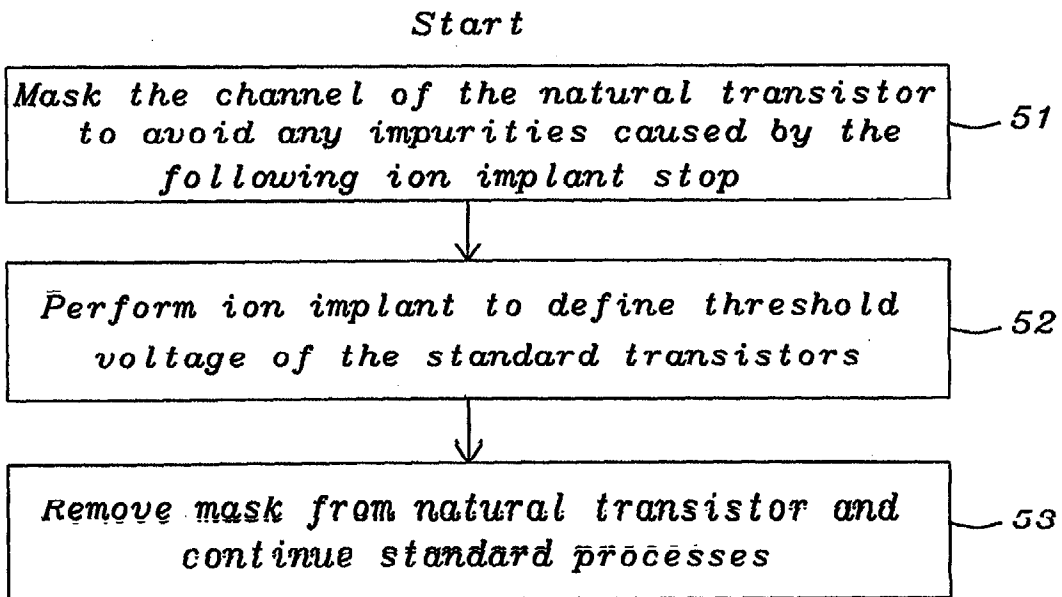 Start
Mask the channel of the natural transistor
to avoid any impurities caused by the
following ion implant stop
51
Perform ion implant to define threshold
voltage of the standard transistors
52
Remove mask from natural transistor and
continue standard processes
53